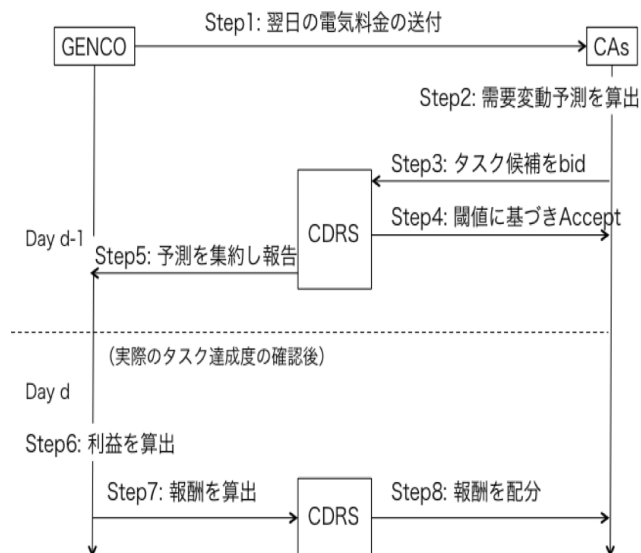 Step1: 翌日の電気料金の送付
GENCO
CAs
Step2: 需要変動予測を算出
Step3: タスク候補をbid
CDRS
Step4: 閾値に基づきAccept
Day d-1
Step5: 予測を集約し報告
（実際のタスク達成度の確認後）
Day d
Step6: 利益を算出
Step7: 報酬を算出
CDRS
Step8: 報酬を配分